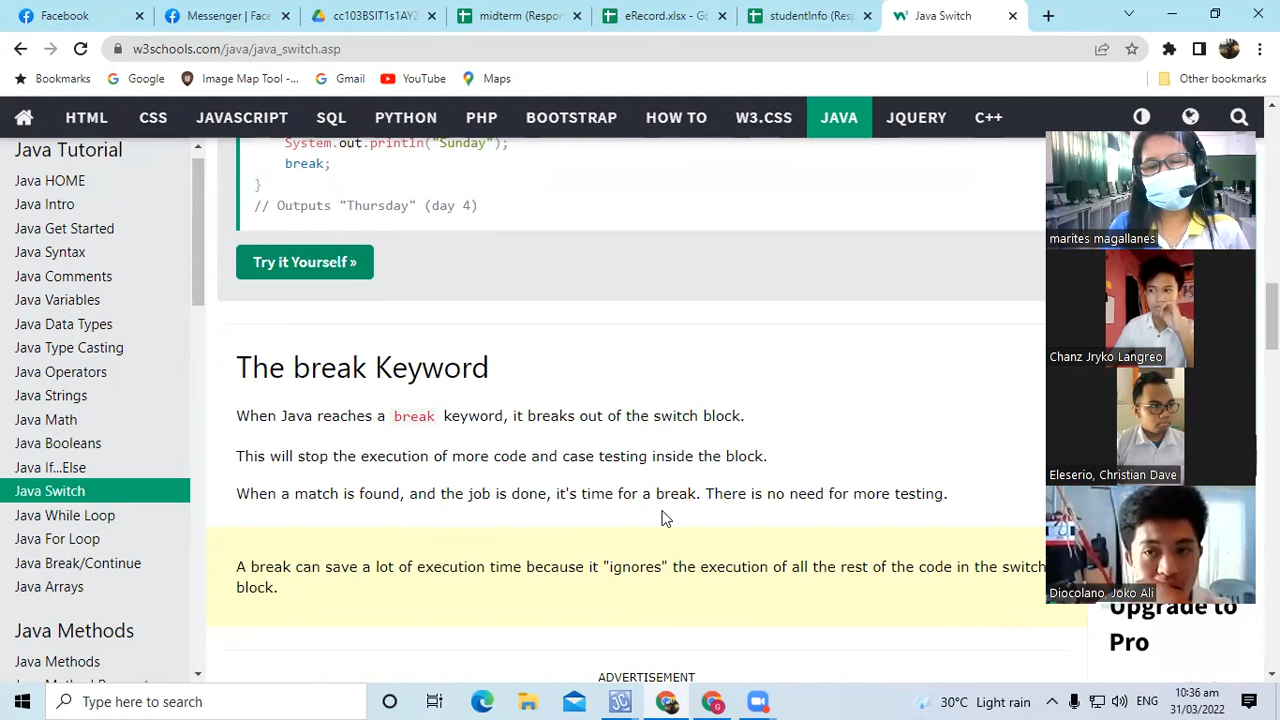 Facebook
Messenger | Face
cc103BSIT1s1AY2
midterm (Respon
eRecord.xlsx - Go
studentInfo (Resp
Java Switch
w3schools.com/java/java_switch.asp
Bookmarks
Google
Image Map Tool -...
Gmail
YouTube
Maps
Other bookmarks
HTML
CSS
JAVASCRIPT
SQL
PYTHON
PHP
BOOTSTRAP
HOW TO
W3.CSS
JAVA
JQUERY
C++
Java Tutorial
Java HOME
Java Intro
Java Get Started
Java Syntax
Java Comments
Java Variables
Java Data Types
Java Type Casting
Java Operators
Java Strings
Java Math
Java Booleans
Java If...Else
Java Switch
Java While Loop
Java For Loop
Java Break/Continue
Java Arrays
Java Methods
Java Methods
System.out.println("Sunday");
break;
}
// Outputs "Thursday" (day 4)
Try it Yourself »
The break Keyword
When Java reaches a break keyword, it breaks out of the switch block.
This will stop the execution of more code and case testing inside the block.
When a match is found, and the job is done, it's time for a break. There is no need for more testing.
A break can save a lot of execution time because it "ignores" the execution of all the rest of the code in the switch
block.
ADVERTISEMENT
marites magallanes
Chanz Jryko Langreo
Eleserio, Christian Dave
Diocolano, Joko Ali
Upgrade to
Pro
Type here to search
30°C Light rain
ENG
10:36 am
31/03/2022